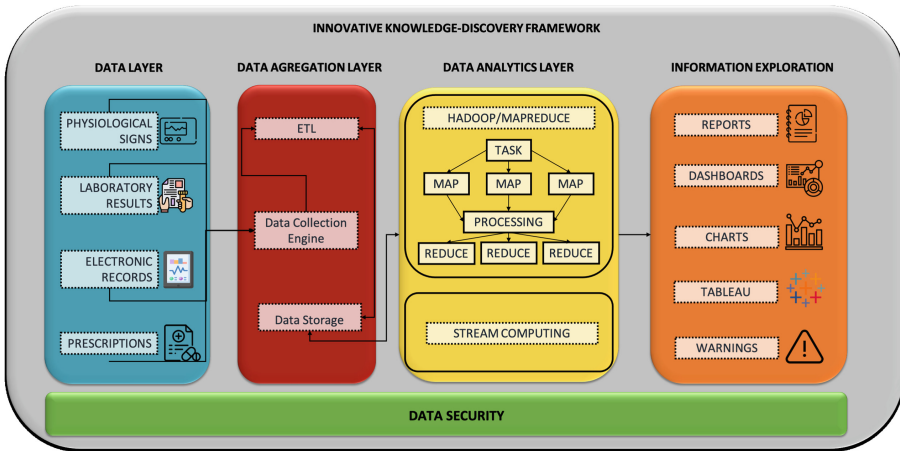 INNOVATIVE KNOWLEDGE-DISCOVERY FRAMEWORK
DATA LAYER
PHYSIOLOGICAL
SIGNS
LABORATORY
RESULTS
ELECTRONIC
RECORDS
PRESCRIPTIONS
DATA AGREGATION LAYER
ETL
Data Collection
Engine
Data Storage
DATA ANALYTICS LAYER
HADOOP/MAPREDUCE
TASK
MAP MAP MAP
PROCESSING
REDUCE REDUCE REDUCE
STREAM COMPUTING
INFORMATION EXPLORATION
REPORTS
DASHBOARDS
CHARTS
TABLEAU
WARNINGS
DATA SECURITY